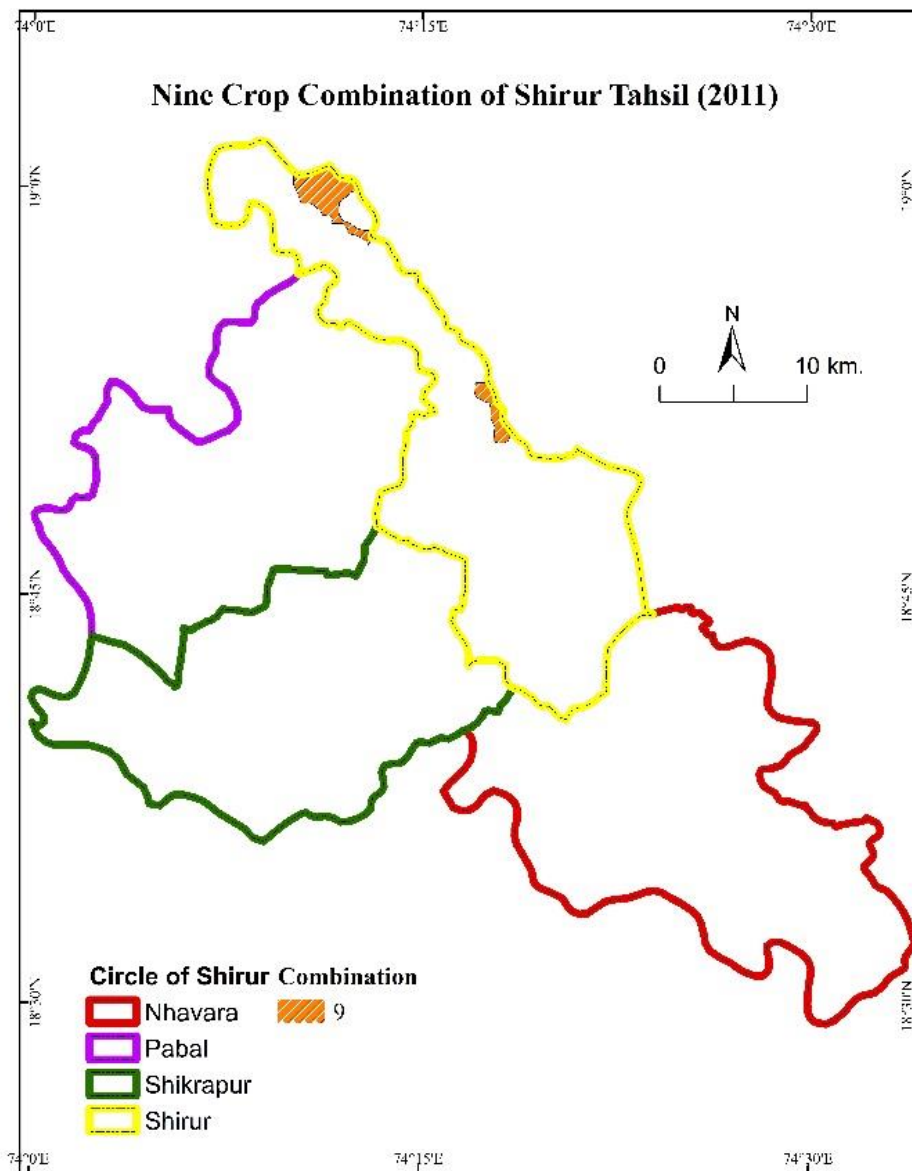 74°0'E 74°15'E 74°30'E
Nine Crop Combination of Shirur Tahsil (2011)
19°0'N 19°0'N
N
0 10 km.
18°45'N 18°45'N
Circle of Shirur Combination
Nhavara 9
Pabal
Shikrapur
Shirur
18°30'N 18°30'N
74°0'E 74°15'E 74°30'E